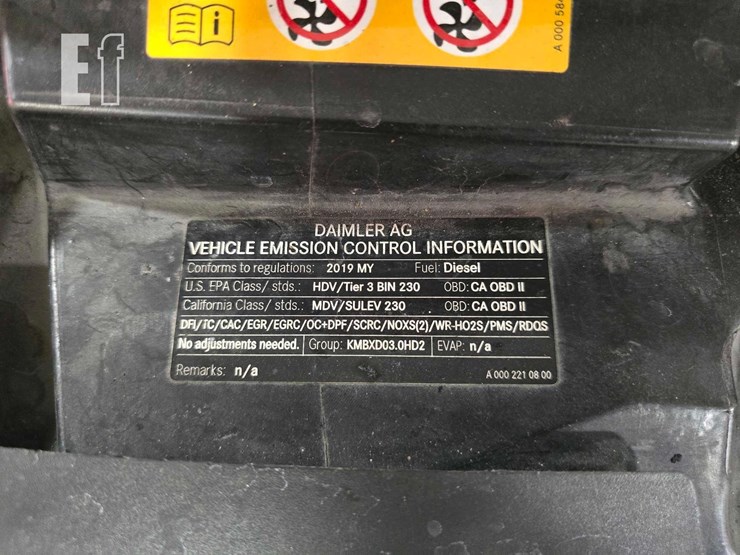 Ef
A 000 584
DAIMLER AG
VEHICLE EMISSION CONTROL INFORMATION
Conforms to regulations: 2019 MY Fuel: Diesel
U.S. EPA Class/ stds.: HDV/Tier 3 BIN 230 OBD: CA OBD II
California Class/ stds.: MDV/SULEV 230 OBD: CA OBD II
DFI/TC/CAC/EGR/EGRC/OC+DPF/SCRC/NOXS(2)/WR-HO2S/PMS/RDQS
No adjustments needed. Group: KMBXD03.0HD2 EVAP: n/a
Remarks: n/a A 000 221 08 00